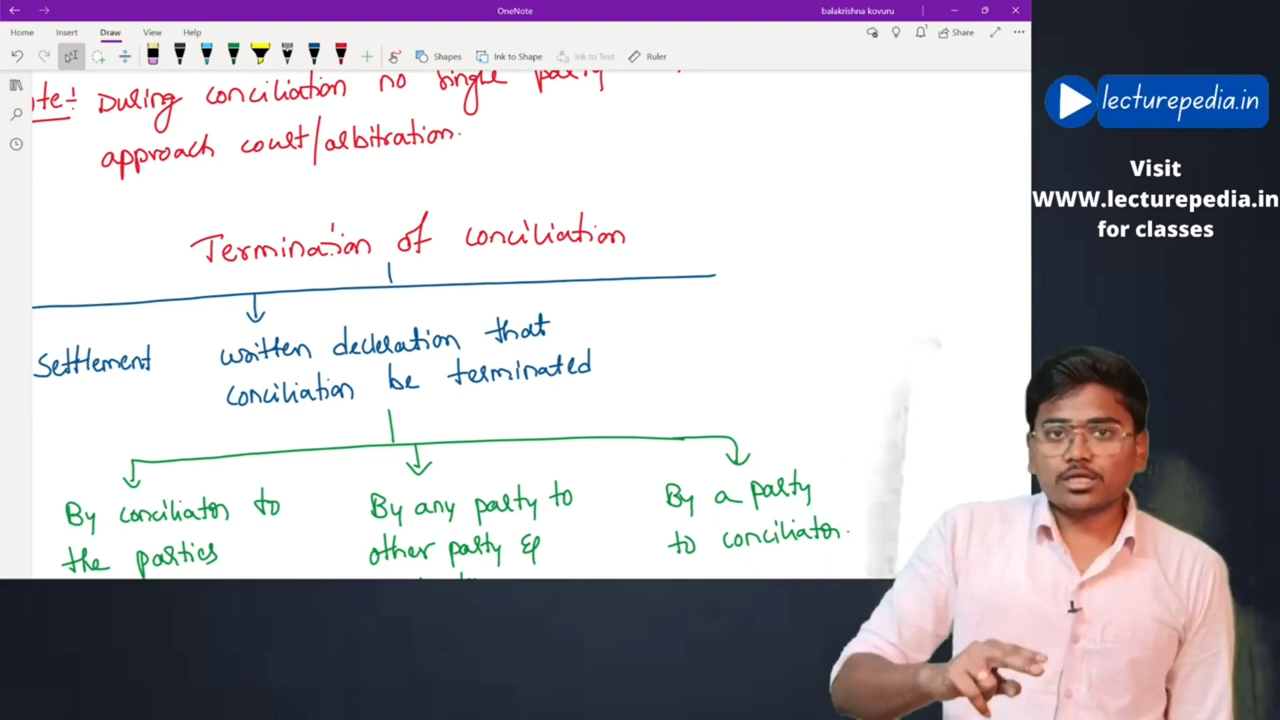 OneNote
balakrishna kovuru
Home Insert Draw View Help
Share
Shapes Ink to Shape Ink to Text Ruler
ote:- During conciliation no single party
approach court/arbitration.
Termination of conciliation
Settlement
written decleration that
conciliation be terminated
By conciliator to
the parties
By any party to
other party &
By a party
to conciliator.
lecturepedia.in
Visit
WWW.lecturepedia.in
for classes